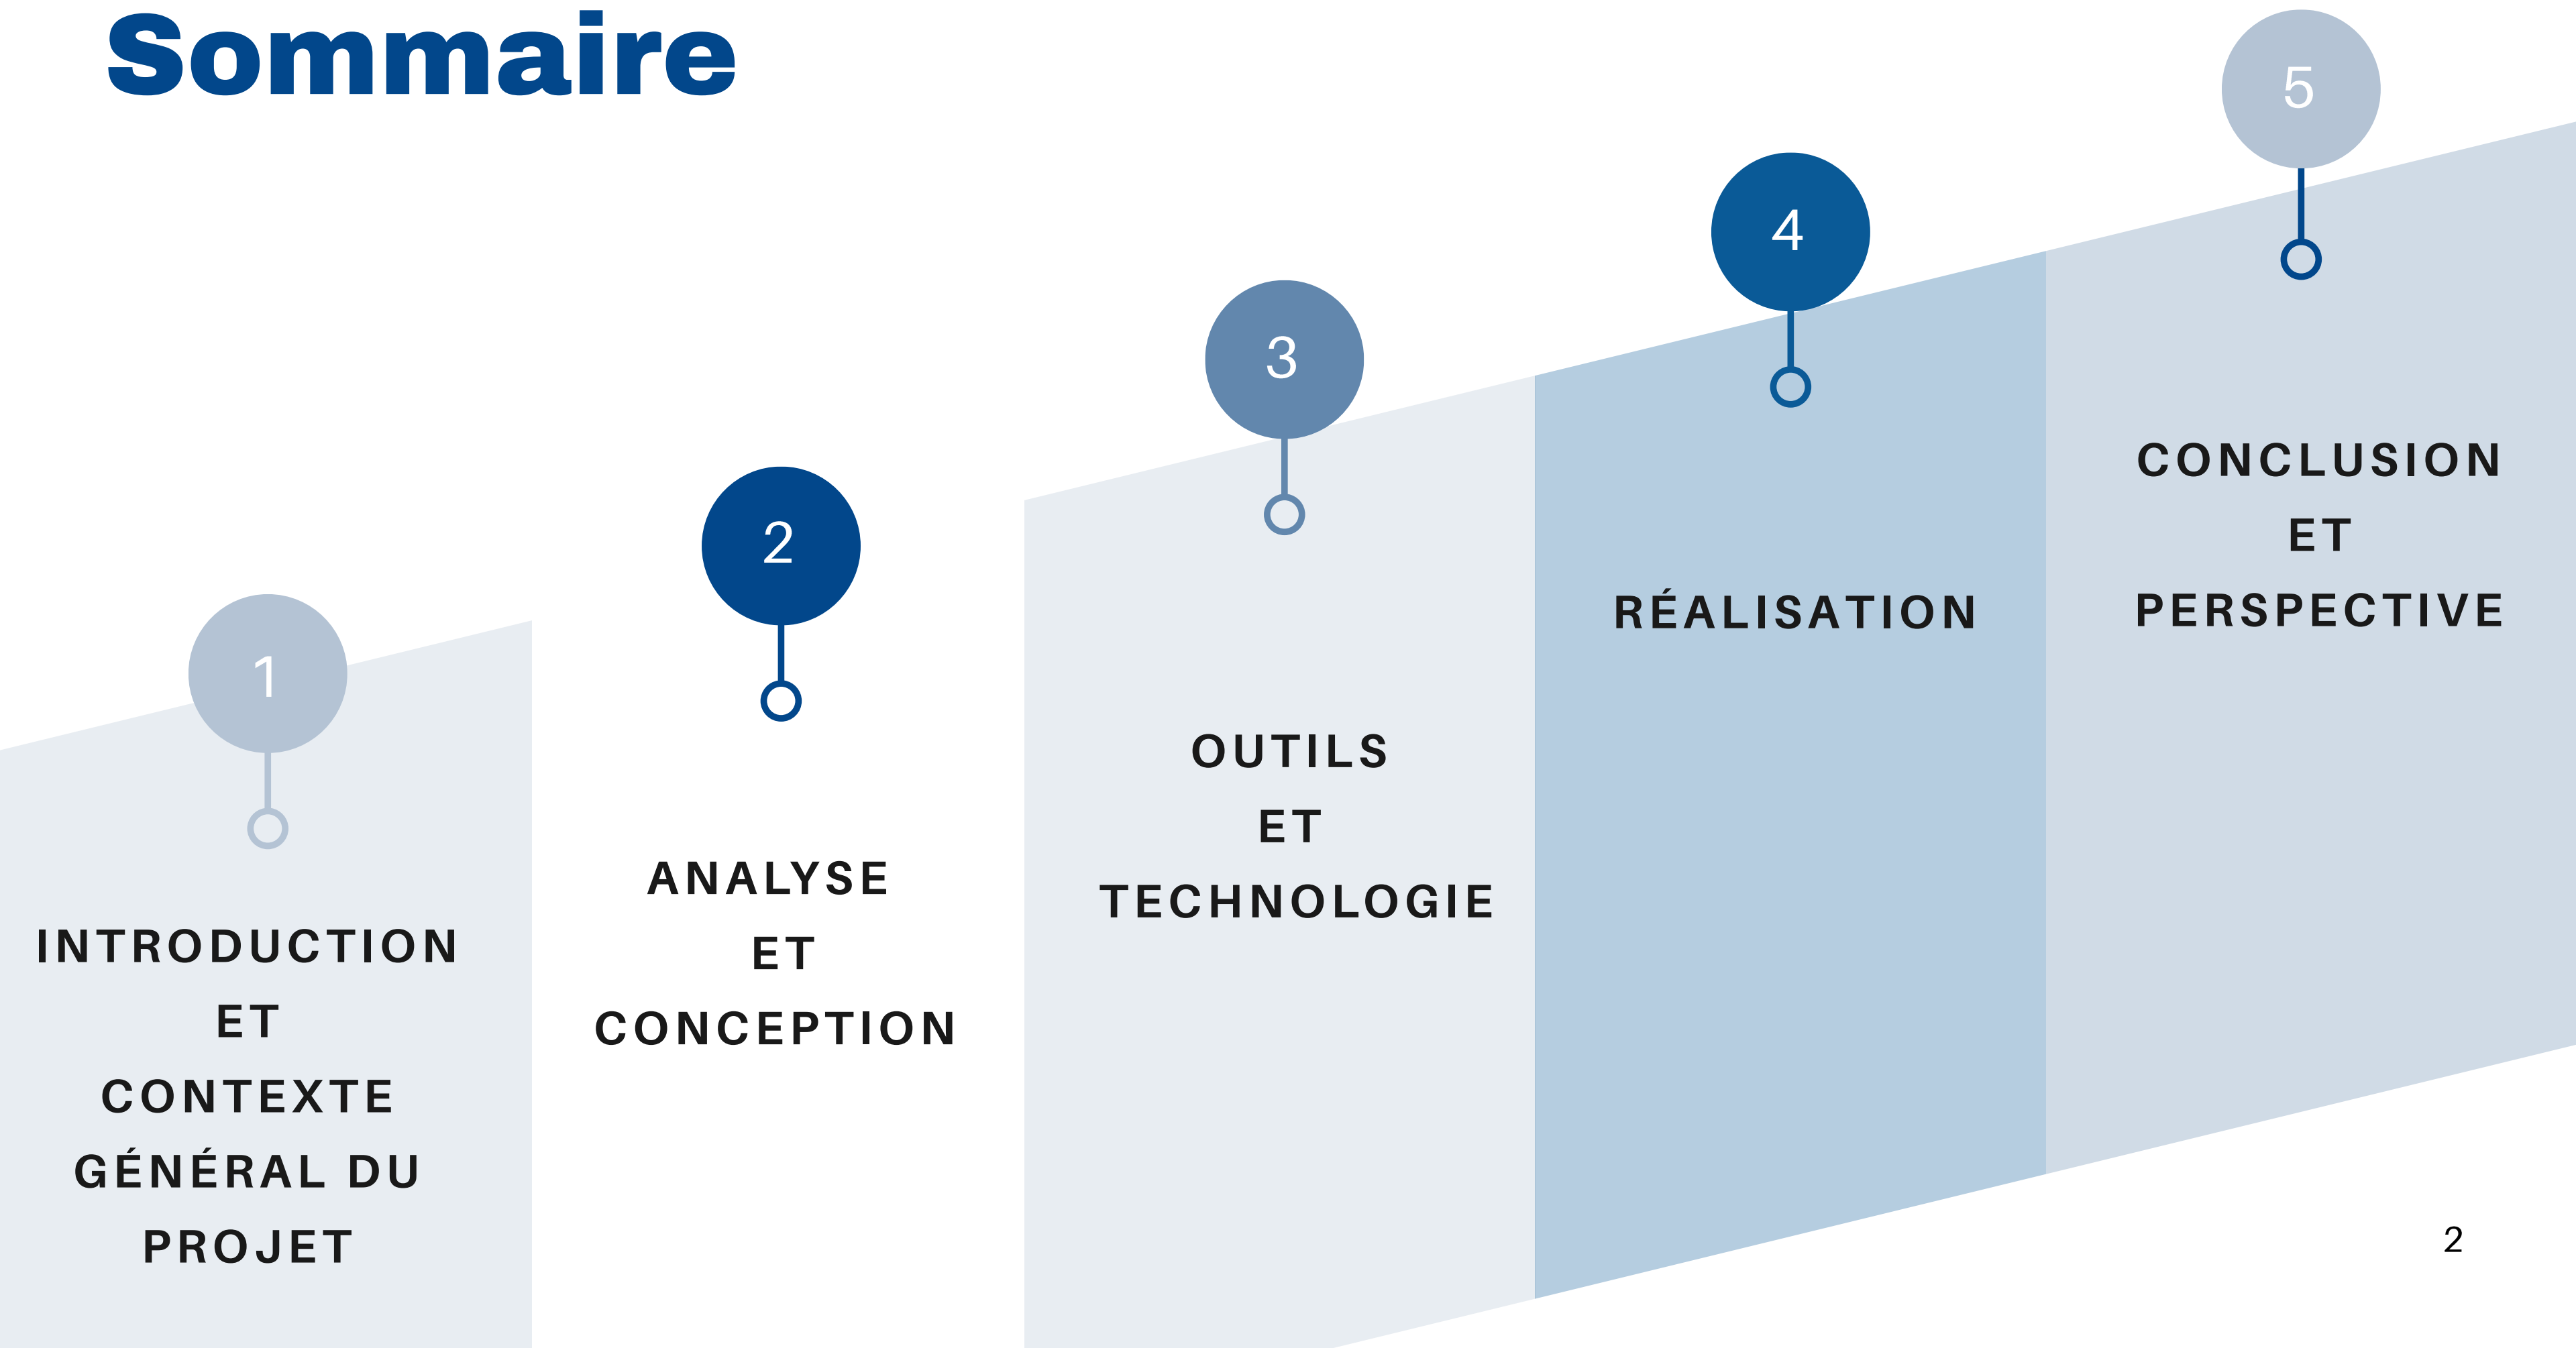 Sommaire
1
INTRODUCTION
ET
CONTEXTE
GÉNÉRAL DU
PROJET
2
ANALYSE
ET
CONCEPTION
3
OUTILS
ET
TECHNOLOGIE
4
RÉALISATION
5
CONCLUSION
ET
PERSPECTIVE
2